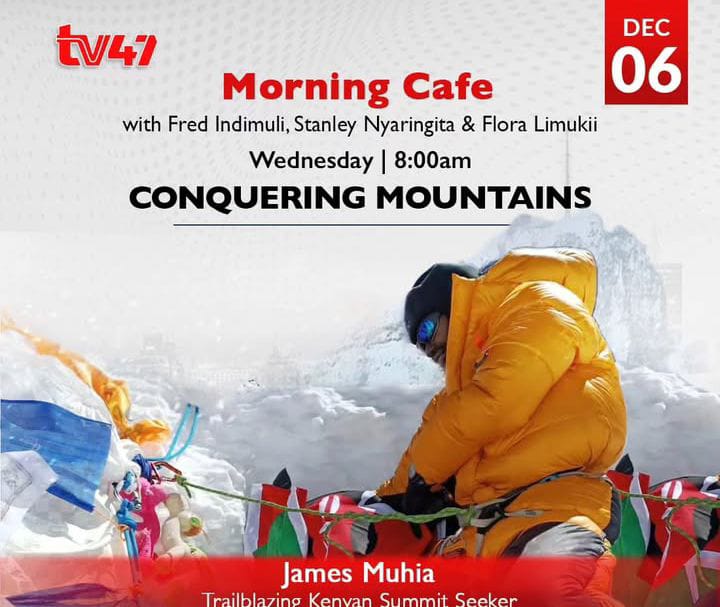 tv47
DEC
06
Morning Cafe
with Fred Indimuli, Stanley Nyaringita & Flora Limukii
Wednesday | 8:00am
CONQUERING MOUNTAINS
James Muhia
Trailblazing Kenyan Summit Seeker